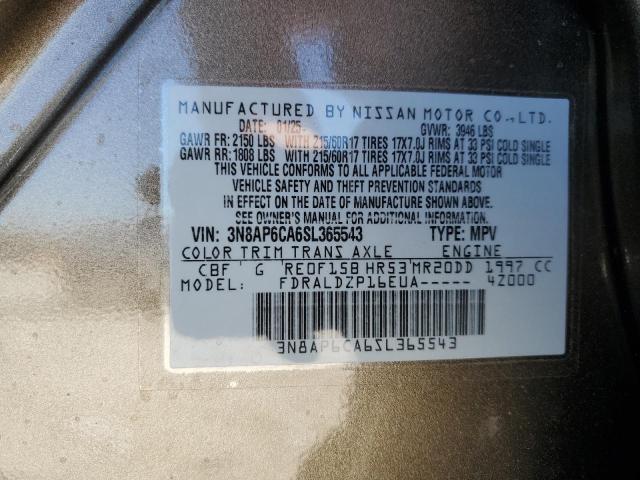 MANUFACTURED BY NISSAN MOTOR CO.,LTD.
DATE: 01/25 GVWR: 3946 LBS
GAWR FR: 2150 LBS WITH 215/60R17 TIRES 17X7.0J RIMS AT 33 PSI COLD SINGLE
GAWR RR: 1808 LBS WITH 215/60R17 TIRES 17X7.0J RIMS AT 33 PSI COLD SINGLE
THIS VEHICLE CONFORMS TO ALL APPLICABLE FEDERAL MOTOR
VEHICLE SAFETY AND THEFT PREVENTION STANDARDS
IN EFFECT ON THE DATE OF MANUFACTURE SHOWN ABOVE.
SEE OWNER'S MANUAL FOR ADDITIONAL INFORMATION.
VIN: 3N8AP6CA6SL365543 TYPE: MPV
COLOR TRIM TRANS AXLE ENGINE
CBF G RE0F15B HR53 MR20DD 1997 CC
MODEL: FDRALDZP16EUA----- 4Z000
3N8AP6CA6SL365543